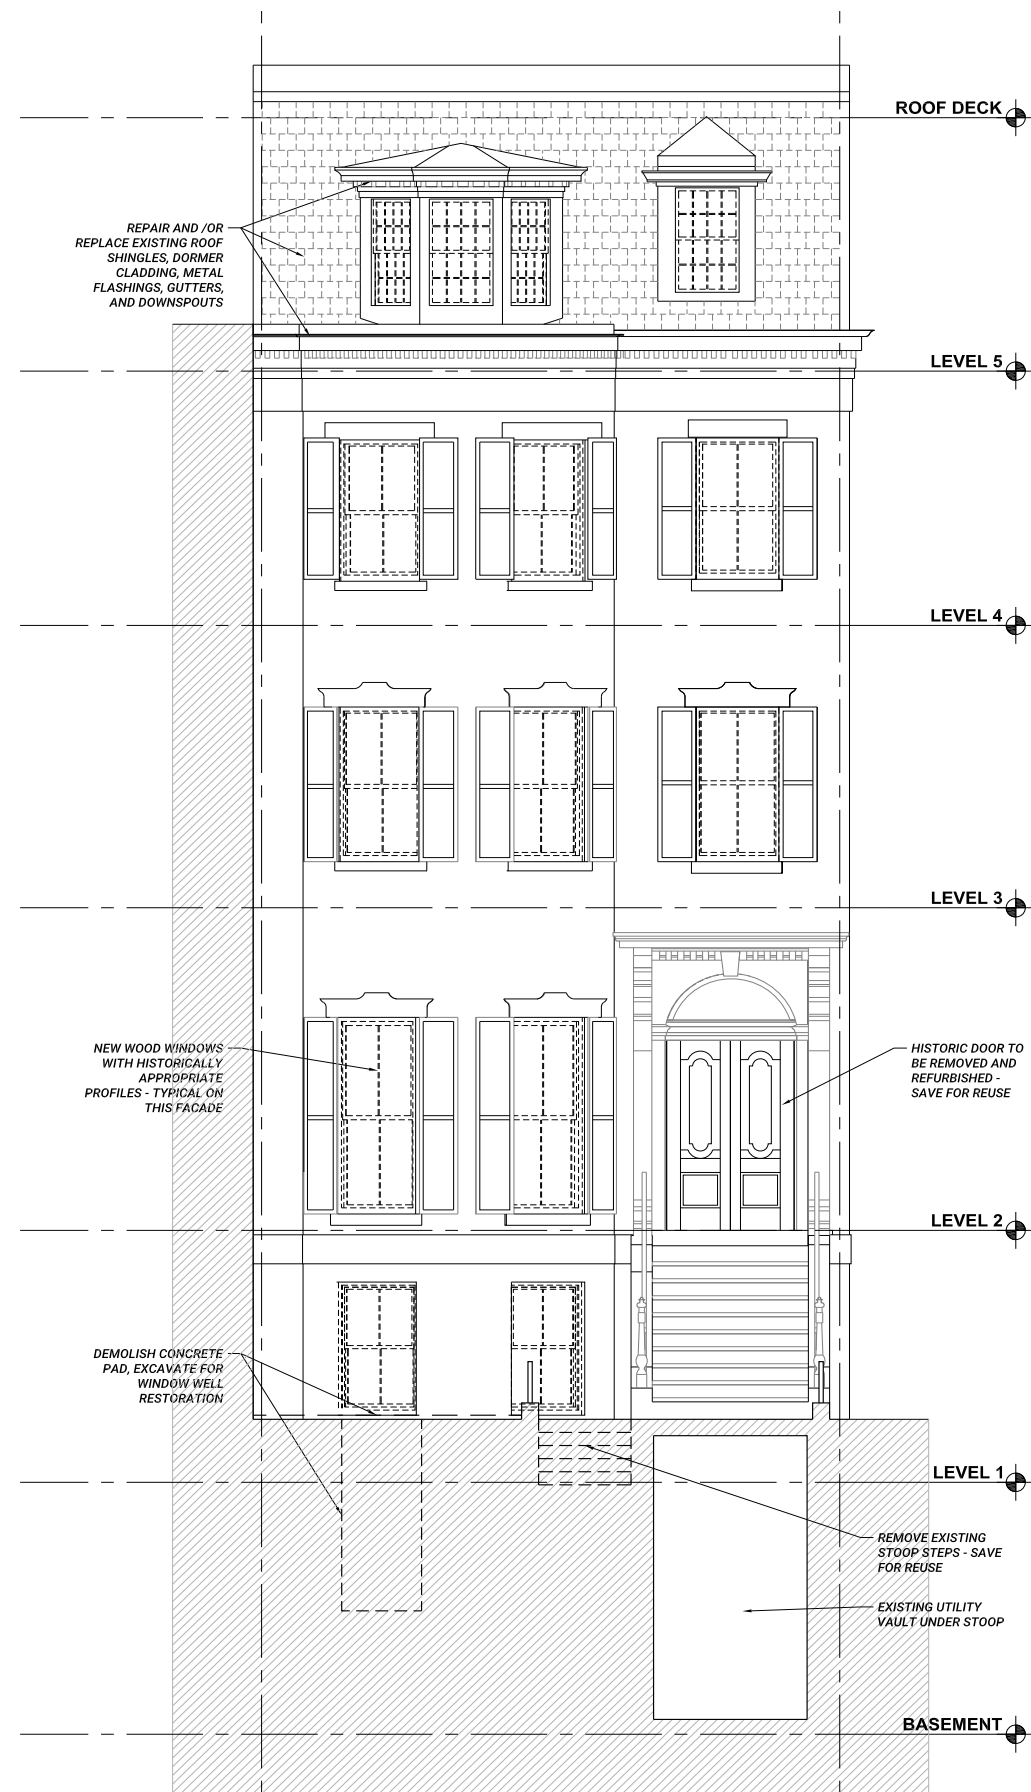 ROOF DECK
REPAIR AND /OR
REPLACE EXISTING ROOF
SHINGLES, DORMER
CLADDING, METAL
FLASHINGS, GUTTERS,
AND DOWNSPOUTS
LEVEL 5
LEVEL 4
LEVEL 3
NEW WOOD WINDOWS
WITH HISTORICALLY
APPROPRIATE
PROFILES - TYPICAL ON
THIS FACADE
HISTORIC DOOR TO
BE REMOVED AND
REFURBISHED -
SAVE FOR REUSE
LEVEL 2
DEMOLISH CONCRETE
PAD, EXCAVATE FOR
WINDOW WELL
RESTORATION
LEVEL 1
REMOVE EXISTING
STOOP STEPS - SAVE
FOR REUSE
EXISTING UTILITY
VAULT UNDER STOOP
BASEMENT